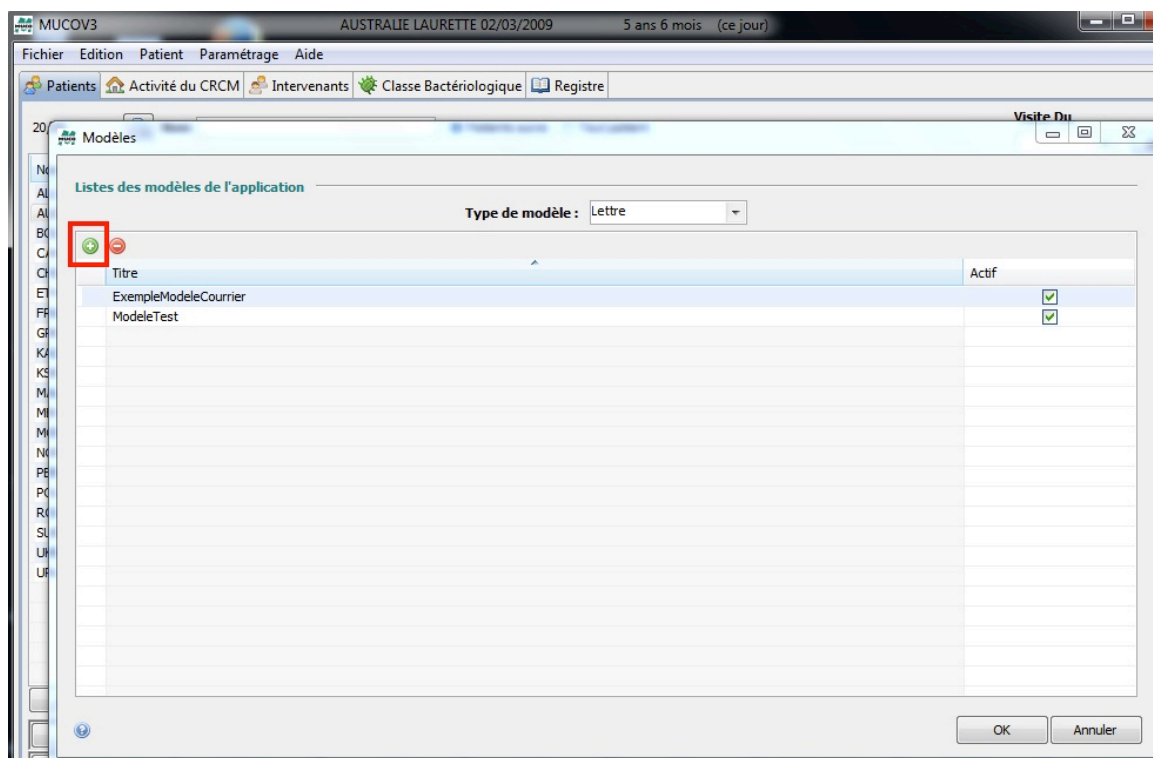 MUCOV3 AUSTRALIE LAURETTE 02/03/2009 5 ans 6 mois (ce jour)
Fichier Edition Patient Paramétrage Aide
Patients Activité du CRCM Intervenants Classe Bactériologique Registre
Visite Du
Modèles
Listes des modèles de l'application
Type de modèle : Lettre
Titre Actif
ExempleModeleCourrier
ModeleTest
OK Annuler